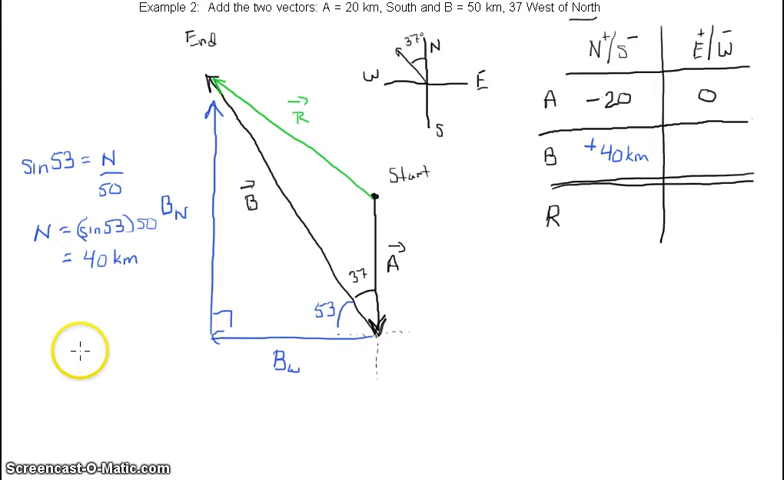 Example 2: Add the two vectors: A = 20 km, South and B = 50 km, 37 West of North
End
37°
N
W
E
S
N+/S-
E+/W-
A -20 0
B +40km
R
R
Start
sin53 = N
50
B
BN
N = (sin53)50
= 40 km
37
A
53
Bw
Screencast-O-Matic.com